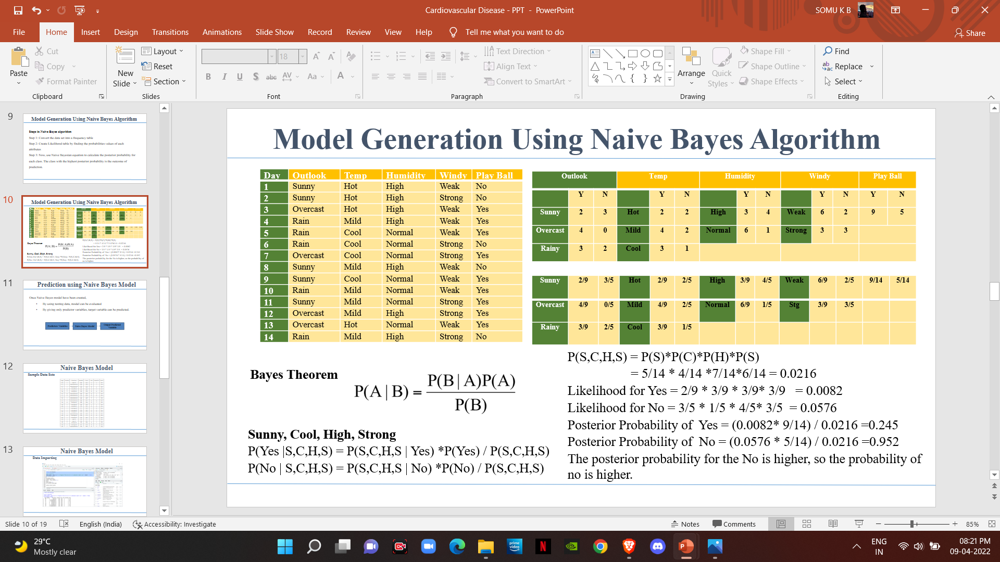 Cardiovascular Disease - PPT - PowerPoint
SOMU K B
File Home Insert Design Transitions Animations Slide Show Record Review View Help Tell me what you want to do
Share
Paste
Cut
Copy
Format Painter
Clipboard
New Slide
Layout
Reset
Section
Slides
18
B I U S abc AV Aa A
Font
Text Direction
Align Text
Convert to SmartArt
Paragraph
Arrange
Quick Styles
Shape Fill
Shape Outline
Shape Effects
Drawing
Find
Replace
Select
Editing
9
Model Generation Using Naive Bayes Algorithm
Steps in Naive Bayes algorithm
Step 1: Convert the data set into a frequency table
Step 2: Create Likelihood table by finding the probabilities values of each
attributes
Step 3: Now, use Naive Bayesian equation to calculate the posterior probability for
each class. The class with the highest posterior probability is the outcome of
prediction.
10
Model Generation Using Naive Bayes Algorithm
11
Prediction using Naive Bayes Model
Once Naive Bayes model have been created.
• By using testing data, model can be evaluated
• By giving only predictor variables, target variable can be predicted.
Predictor Variables
Naive Bayes Model
Output Predicted Variable
12
Naive Bayes Model
Sample Data Sets
13
Naive Bayes Model
Data Importing
Model Generation Using Naive Bayes Algorithm
Day Outlook Temp Humidity Windy Play Ball
1 Sunny Hot High Weak No
2 Sunny Hot High Strong No
3 Overcast Hot High Weak Yes
4 Rain Mild High Weak Yes
5 Rain Cool Normal Weak Yes
6 Rain Cool Normal Strong No
7 Overcast Cool Normal Strong Yes
8 Sunny Mild High Weak No
9 Sunny Cool Normal Weak Yes
10 Rain Mild Normal Weak Yes
11 Sunny Mild Normal Strong Yes
12 Overcast Mild High Strong Yes
13 Overcast Hot Normal Weak Yes
14 Rain Mild High Strong No
Outlook Temp Humidity Windy Play Ball
Y N Y N Y N Y N Y N
Sunny 2 3 Hot 2 2 High 3 4 Weak 6 2 9 5
Overcast 4 0 Mild 4 2 Normal 6 1 Strong 3 3
Rainy 3 2 Cool 3 1
Sunny 2/9 3/5 Hot 2/9 2/5 High 3/9 4/5 Weak 6/9 2/5 9/14 5/14
Overcast 4/9 0/5 Mild 4/9 2/5 Normal 6/9 1/5 Stg 3/9 3/5
Rainy 3/9 2/5 Cool 3/9 1/5
Bayes Theorem
P(A | B) = P(B | A)P(A) / P(B)
Sunny, Cool, High, Strong
P(Yes |S,C,H,S) = P(S,C,H,S | Yes) *P(Yes) / P(S,C,H,S)
P(No | S,C,H,S) = P(S,C,H,S | No) *P(No) / P(S,C,H,S)
P(S,C,H,S) = P(S)*P(C)*P(H)*P(S)
= 5/14 * 4/14 *7/14*6/14 = 0.0216
Likelihood for Yes = 2/9 * 3/9 * 3/9* 3/9 = 0.0082
Likelihood for No = 3/5 * 1/5 * 4/5* 3/5 = 0.0576
Posterior Probability of Yes = (0.0082* 9/14) / 0.0216 =0.245
Posterior Probability of No = (0.0576 * 5/14) / 0.0216 =0.952
The posterior probability for the No is higher, so the probability of
no is higher.
Slide 10 of 19
English (India)
Accessibility: Investigate
Notes
Comments
85%
29°C
Mostly clear
prime video
N
P
ENG
IN
08:21 PM
09-04-2022